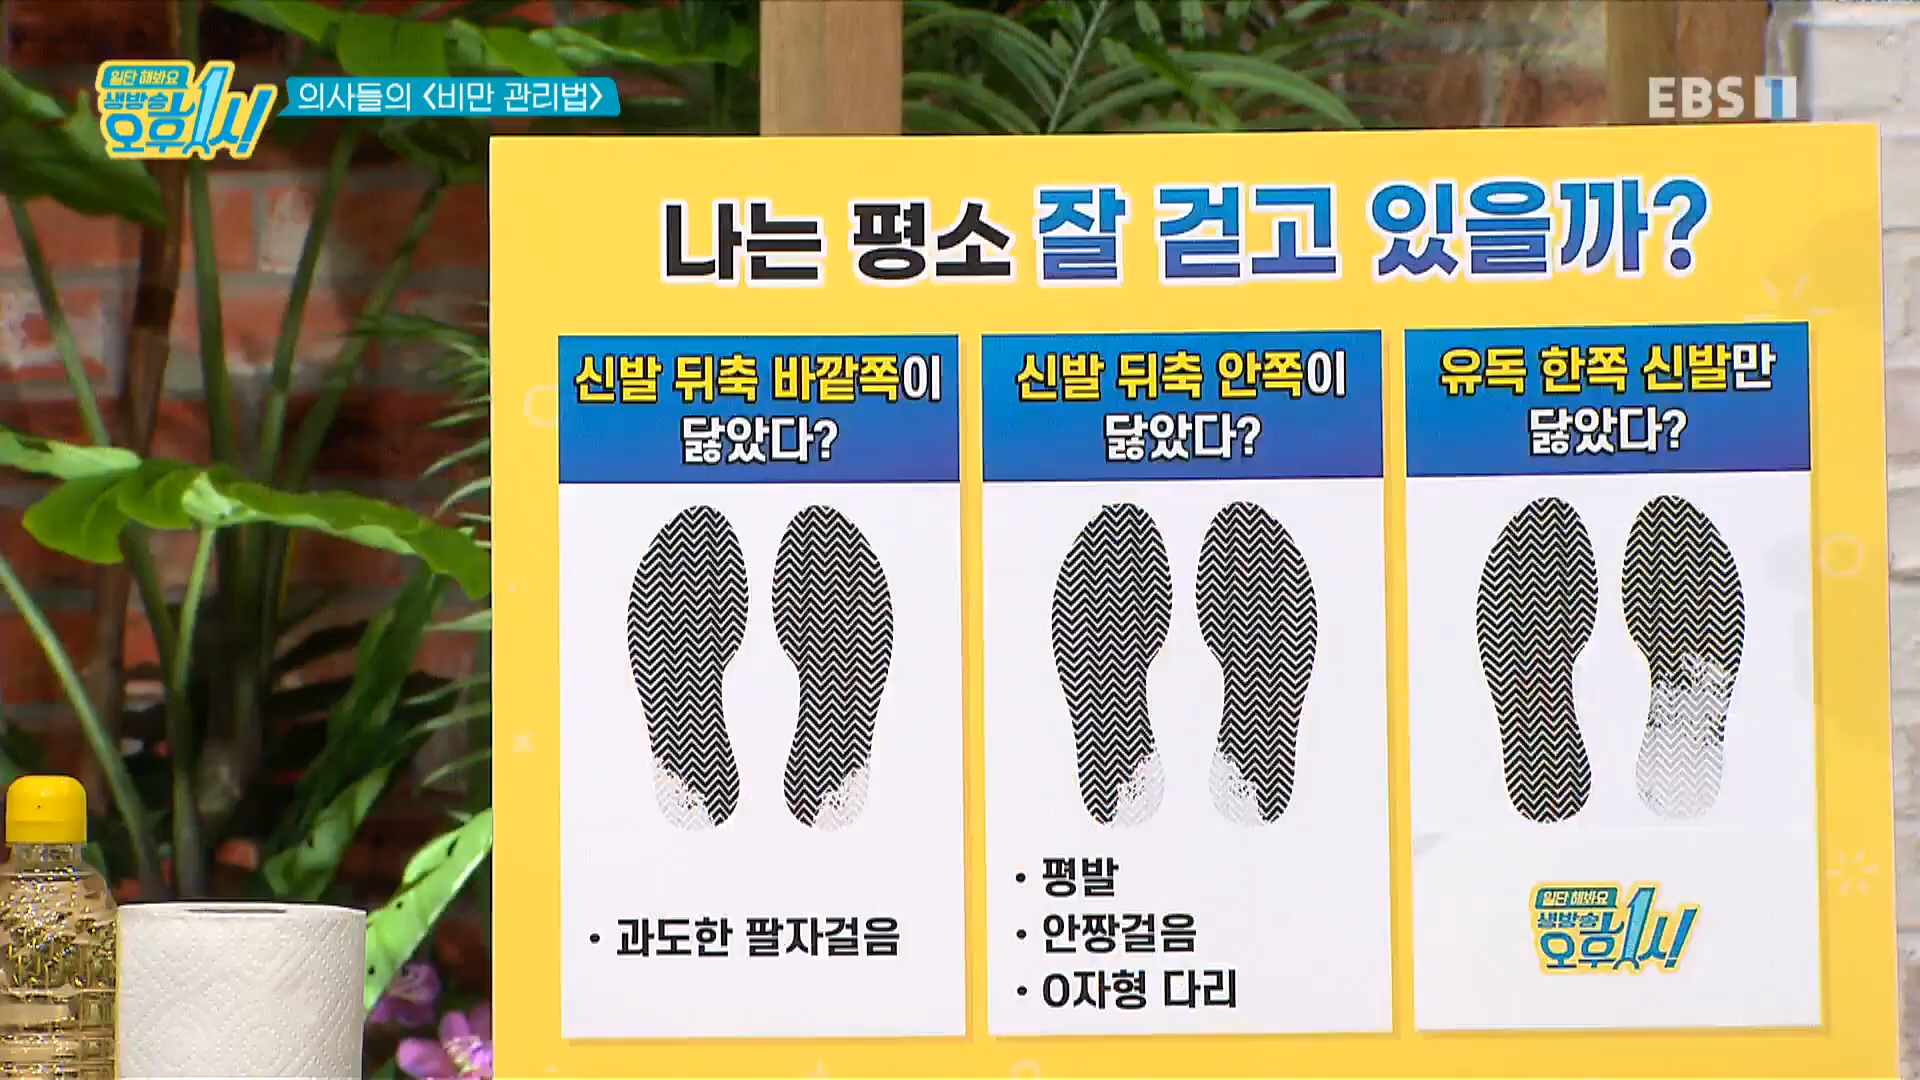 일단 해봐요
생방송
오후1시!
의사들의 <비만 관리법>
EBS 1
나는 평소 잘 걷고 있을까?
신발 뒤축 바깥쪽이
닳았다?
· 과도한 팔자걸음
신발 뒤축 안쪽이
닳았다?
· 평발
· 안짱걸음
· O자형 다리
유독 한쪽 신발만
닳았다?
일단 해봐요
생방송
오후1시!